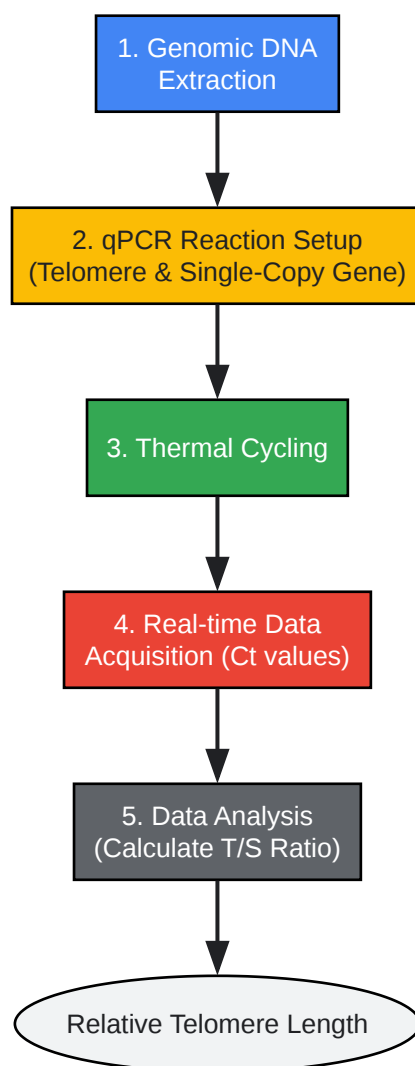 1. Genomic DNA
Extraction
2. qPCR Reaction Setup
(Telomere & Single-Copy Gene)
3. Thermal Cycling
4. Real-time Data
Acquisition (Ct values)
5. Data Analysis
(Calculate T/S Ratio)
Relative Telomere Length